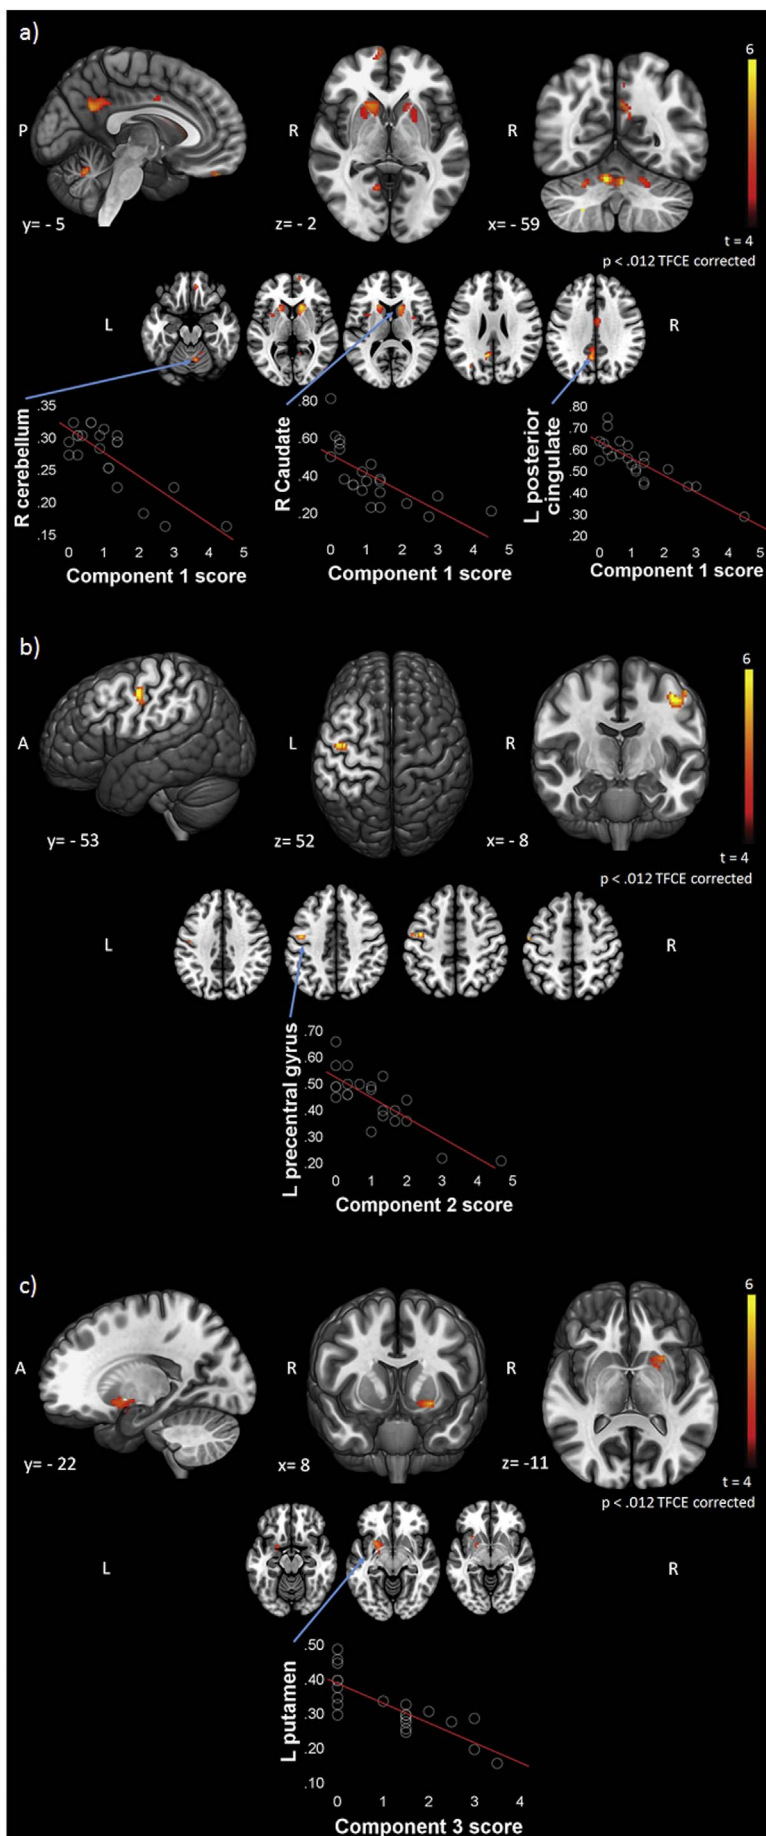 a)
6
P
R
R
y= - 5
z= - 2
x= - 59
t = 4
p < .012 TFCE corrected
L
R
R cerebellum
.35
.30
.25
.20
.15
0 1 2 3 4 5
Component 1 score
R Caudate
.80
.60
.40
.20
0 1 2 3 4 5
Component 1 score
L posterior
cingulate
.80
.70
.60
.50
.40
.30
.20
0 1 2 3 4 5
Component 1 score
b)
6
A
L
R
y= - 53
z= 52
x= - 8
t = 4
p < .012 TFCE corrected
L
R
L precentral gyrus
.70
.60
.50
.40
.30
.20
0 1 2 3 4 5
Component 2 score
c)
6
A
R
R
y= - 22
x= 8
z= -11
t = 4
p < .012 TFCE corrected
L
R
L putamen
.50
.40
.30
.20
.10
0 1 2 3 4
Component 3 score